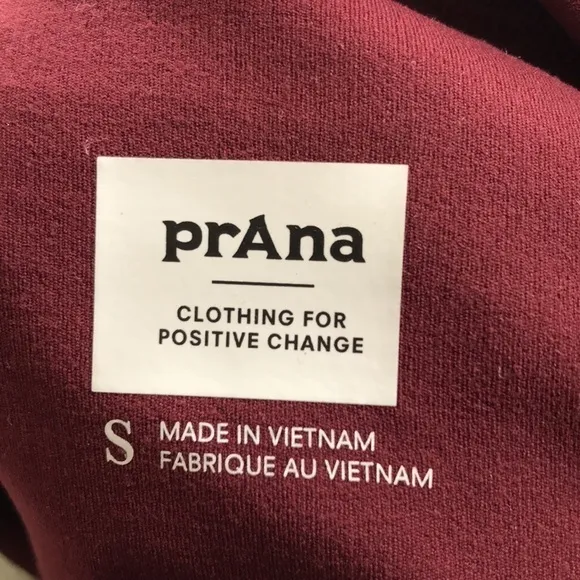 prAna
CLOTHING FOR
POSITIVE CHANGE
S
MADE IN VIETNAM
FABRIQUE AU VIETNAM